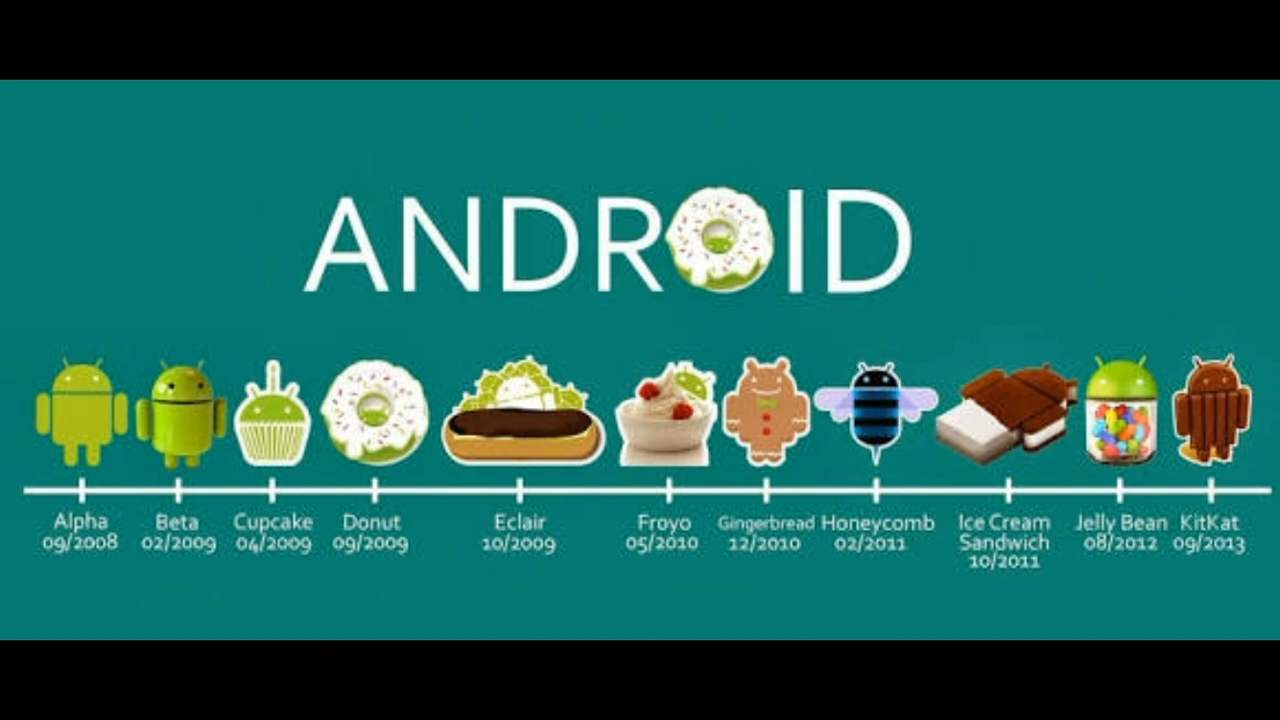 ANDROID
Alpha
09/2008
Beta
02/2009
Cupcake
04/2009
Donut
09/2009
Eclair
10/2009
Froyo
05/2010
Gingerbread
12/2010
Honeycomb
02/2011
Ice Cream
Sandwich
10/2011
Jelly Bean
08/2012
KitKat
09/2013